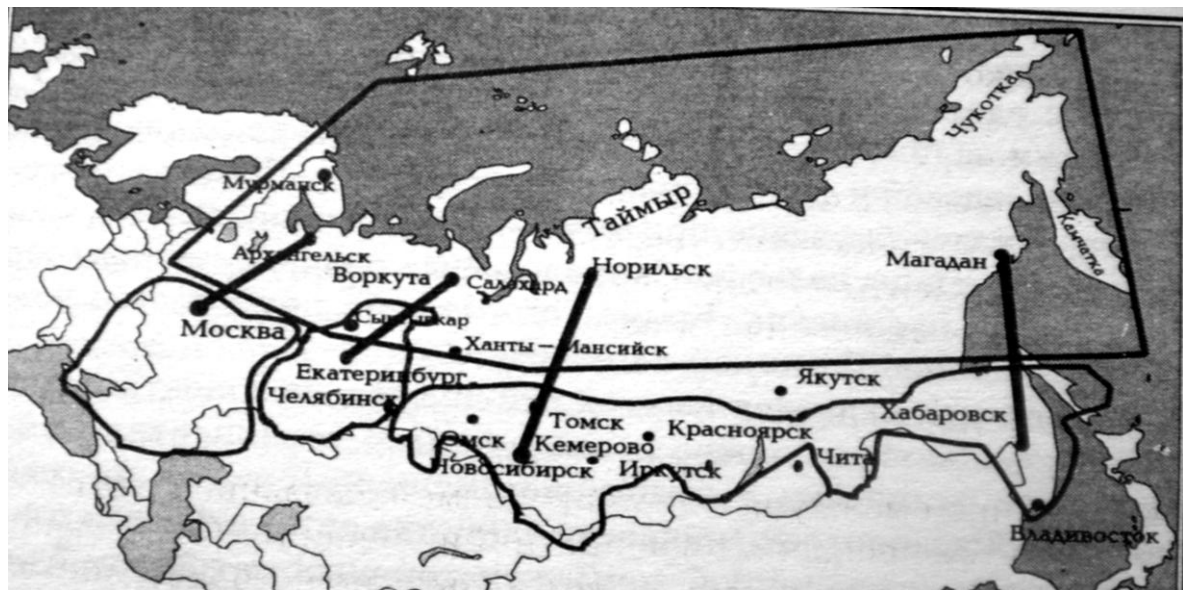 Чукотка
Мурманск
Таймыр
Камчатка
Архангельск
Воркута
Салехард
Норильск
Магадан
Москва
Сыктывкар
Ханты – Мансийск
Екатеринбург
Якутск
Челябинск
Хабаровск
Томск
Красноярск
Омск
Кемерово
Чита
Новосибирск
Иркутск
Владивосток